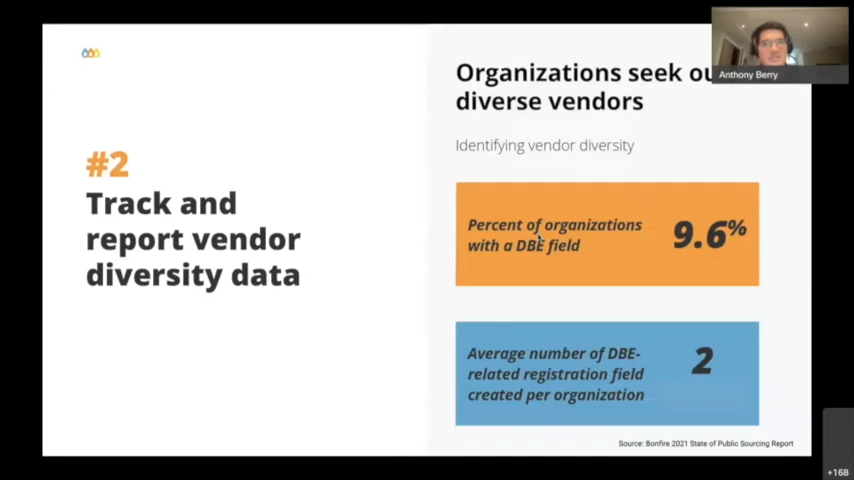 #2
Track and
report vendor
diversity data
Organizations seek ou
diverse vendors
Identifying vendor diversity
Percent of organizations
with a DBE field
9.6%
Average number of DBE-
related registration field
created per organization
2
Source: Bonfire 2021 State of Public Sourcing Report
Anthony Berry
+168